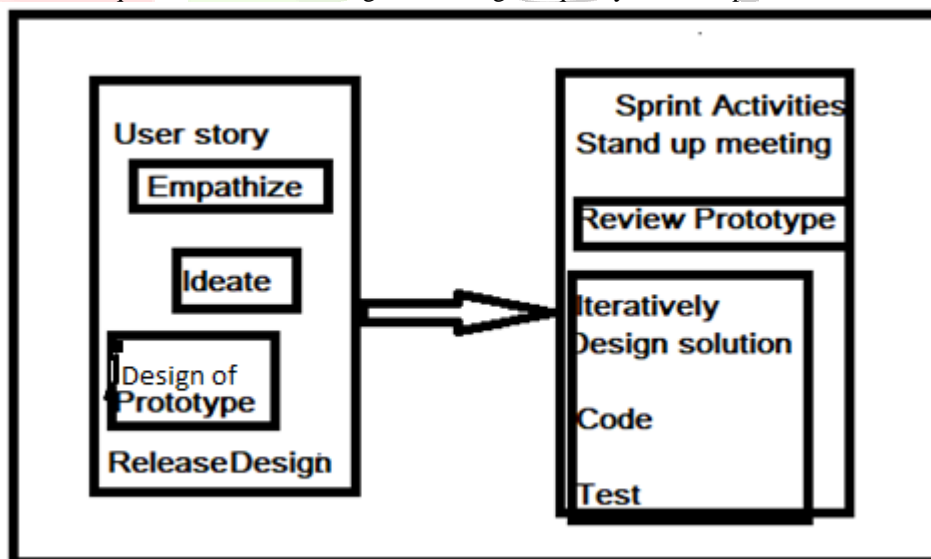 User story
Empathize
Ideate
Design of
Prototype
ReleaseDesign
Sprint Activities
Stand up meeting
Review Prototype
Iteratively
Design solution
Code
Test